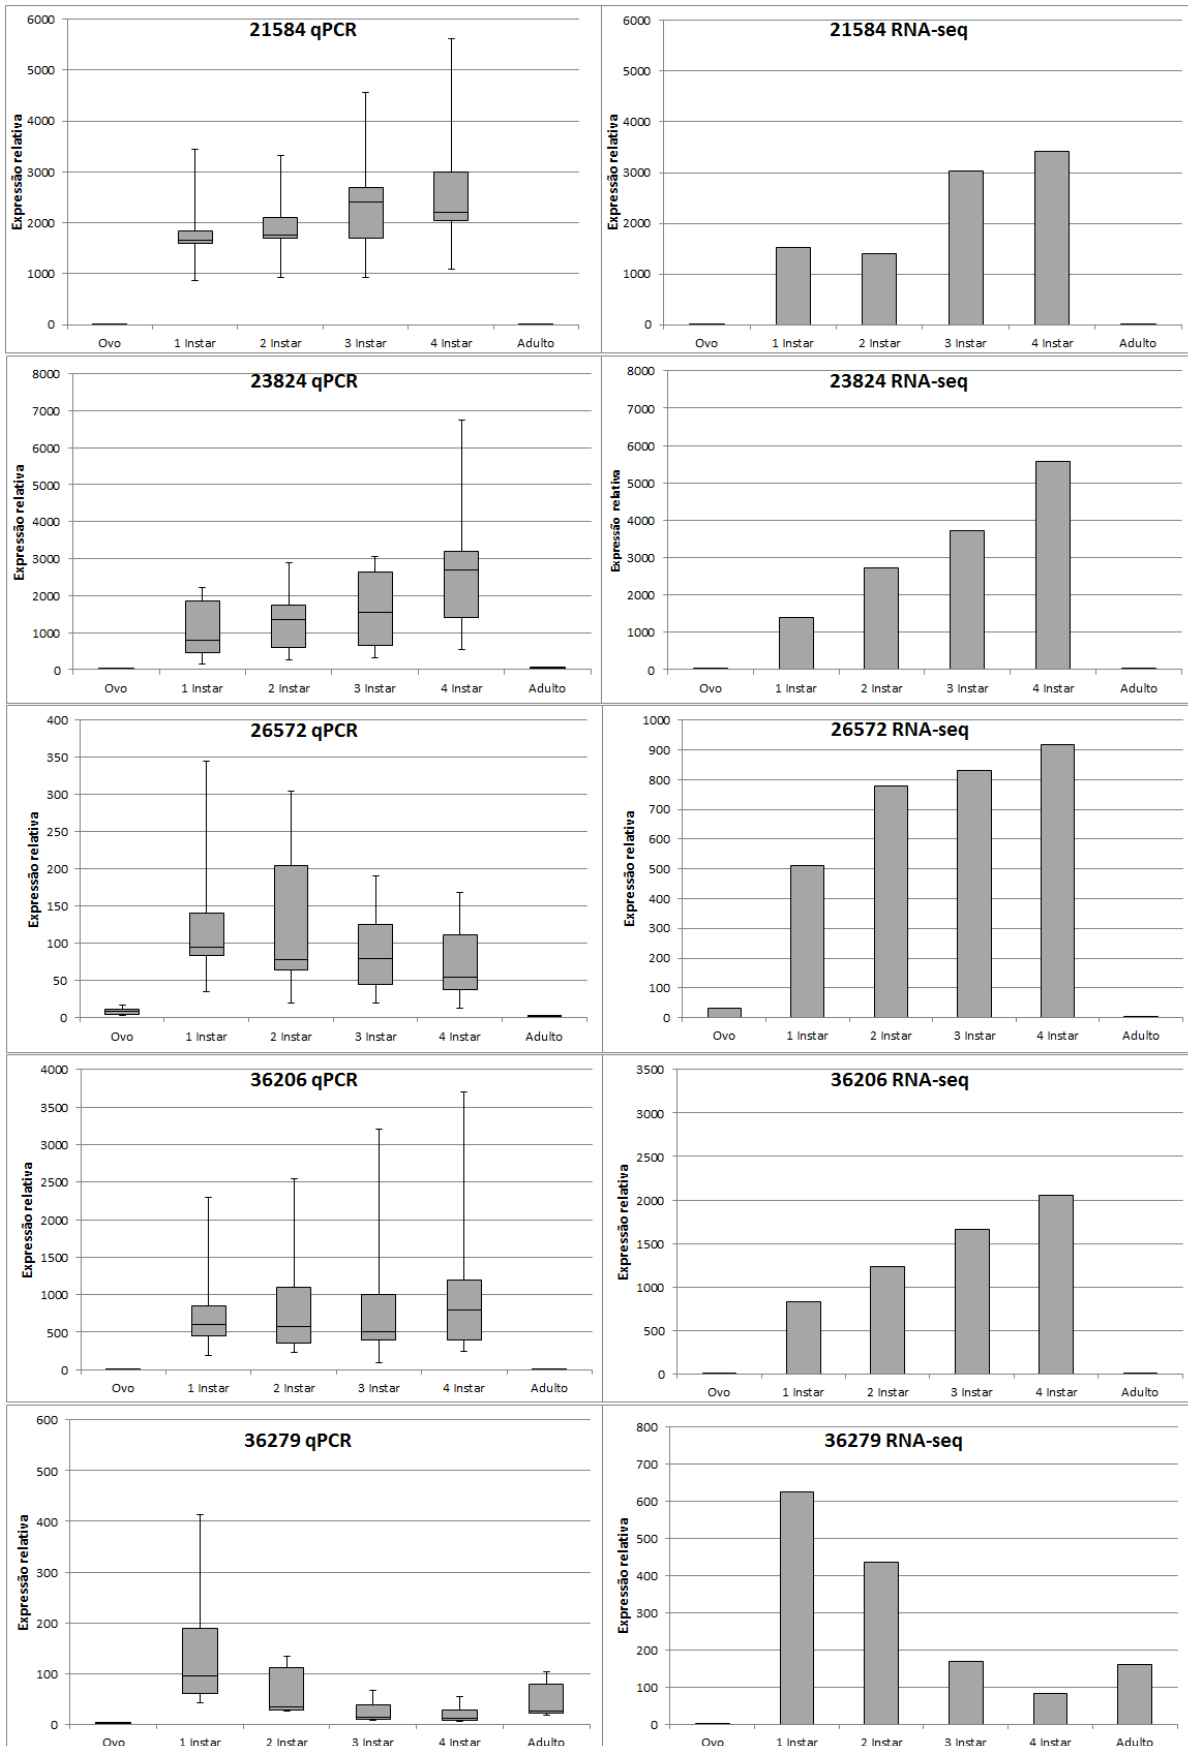 21584 qPCR
Expressão relativa
6000
5000
4000
3000
2000
1000
0
Ovo 1 Instar 2 Instar 3 Instar 4 Instar Adulto
21584 RNA-seq
Expressão relativa
6000
5000
4000
3000
2000
1000
0
Ovo 1 Instar 2 Instar 3 Instar 4 Instar Adulto
23824 qPCR
Expressão relativa
8000
7000
6000
5000
4000
3000
2000
1000
0
Ovo 1 Instar 2 Instar 3 Instar 4 Instar Adulto
23824 RNA-seq
Expressão relativa
8000
7000
6000
5000
4000
3000
2000
1000
0
Ovo 1 Instar 2 Instar 3 Instar 4 Instar Adulto
26572 qPCR
Expressão relativa
400
350
300
250
200
150
100
50
0
Ovo 1 Instar 2 Instar 3 Instar 4 Instar Adulto
26572 RNA-seq
Expressão relativa
1000
900
800
700
600
500
400
300
200
100
0
Ovo 1 Instar 2 Instar 3 Instar 4 Instar Adulto
36206 qPCR
Expressão relativa
4000
3500
3000
2500
2000
1500
1000
500
0
Ovo 1 Instar 2 Instar 3 Instar 4 Instar Adulto
36206 RNA-seq
Expressão relativa
3500
3000
2500
2000
1500
1000
500
0
Ovo 1 Instar 2 Instar 3 Instar 4 Instar Adulto
36279 qPCR
Expressão relativa
600
500
400
300
200
100
0
Ovo 1 Instar 2 Instar 3 Instar 4 Instar Adulto
36279 RNA-seq
Expressão relativa
800
700
600
500
400
300
200
100
0
Ovo 1 Instar 2 Instar 3 Instar 4 Instar Adulto